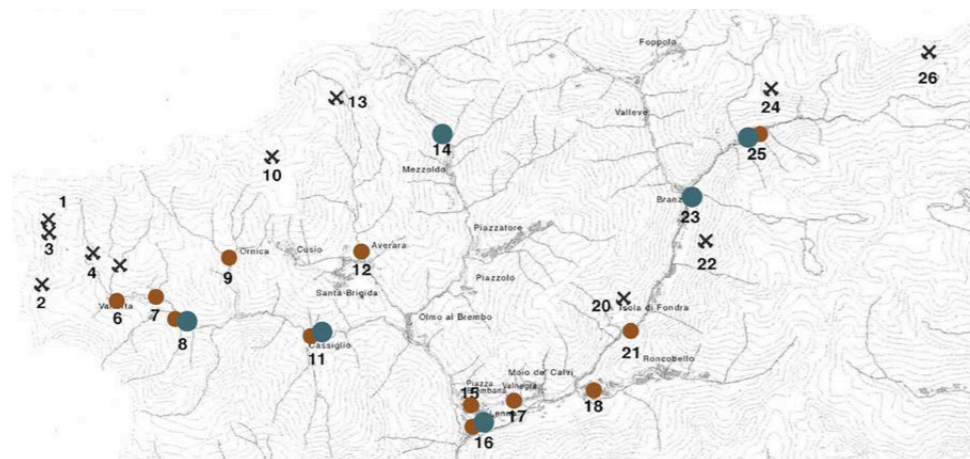 Foppolo
26
24
13
Valleve
25
14
Mezzoldo
10
Branz
23
1
3
Piazzatore
22
Ornica
Cusio
Averara
4
9
12
Piazzolo
2
Santa Brigida
20
Isola di Fondra
6
7
Olmo al Brembo
8
Cassiglio
11
21
Roncobello
Moio de' Calvi
Piazza
Valnegra
15
18
17
16